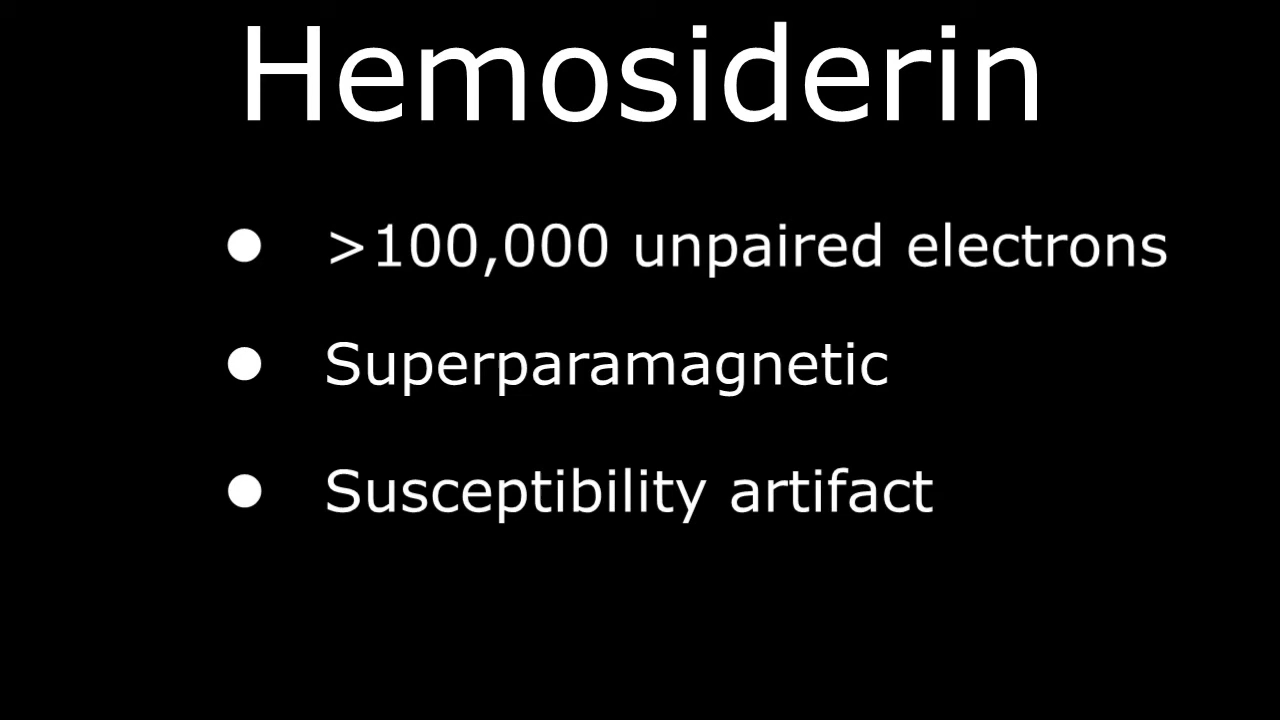 Hemosiderin
● >100,000 unpaired electrons
● Superparamagnetic
● Susceptibility artifact